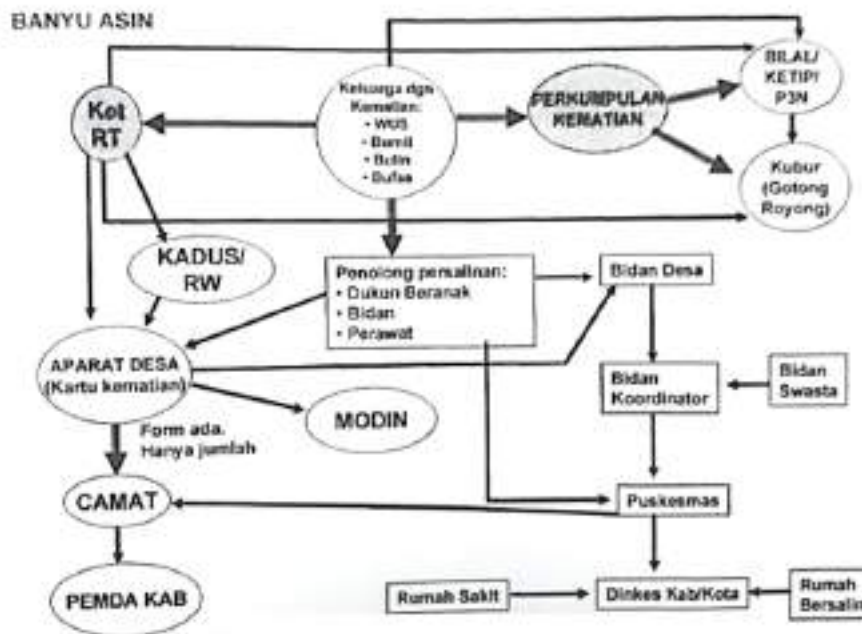 BANYU ASIN
Keluarga dgn
Kematian:
• WUS
• Bumil
• Bulin
• Bufas
Ket
RT
PERKUMPULAN
KEMATIAN
BILAL/
KETIP/
P3N
Kubur
(Gotong
Royong)
KADUS/
RW
Penolong persalinan:
• Dukun Beranak
• Bidan
• Perawat
Bidan Desa
APARAT DESA
(Kartu kematian)
Bidan
Koordinator
Bidan
Swasta
MODIN
Form ada.
Hanya jumlah
CAMAT
Puskesmas
PEMDA KAB
Rumah Sakit
Dinkes Kab/Kota
Rumah
Bersalin